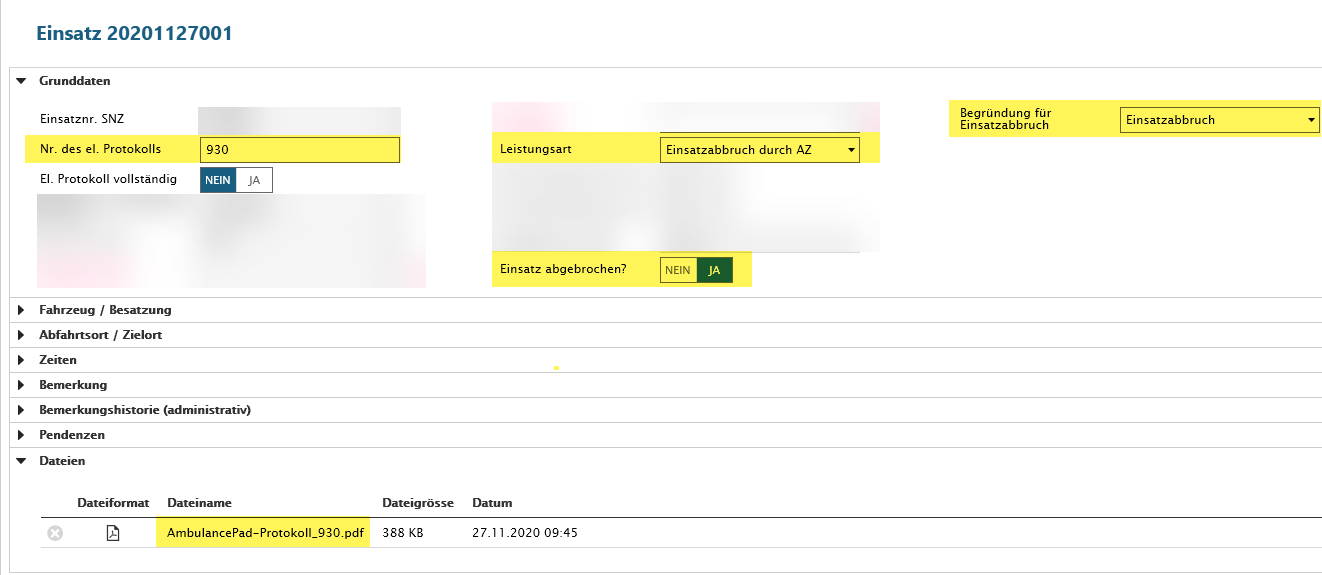 Einsatz 20201127001
Grunddaten
Einsatznr. SNZ
Nr. des el. Protokolls 930
El. Protokoll vollständig NEIN JA
Leistungsart Einsatzabbruch durch AZ
Einsatz abgebrochen? NEIN JA
Begründung für
Einsatzabbruch
Einsatzabbruch
Fahrzeug / Besatzung
Abfahrtsort / Zielort
Zeiten
Bemerkung
Bemerkungshistorie (administrativ)
Pendenzen
Dateien
Dateiformat Dateiname Dateigrösse Datum
AmbulancePad-Protokoll_930.pdf 388 KB 27.11.2020 09:45